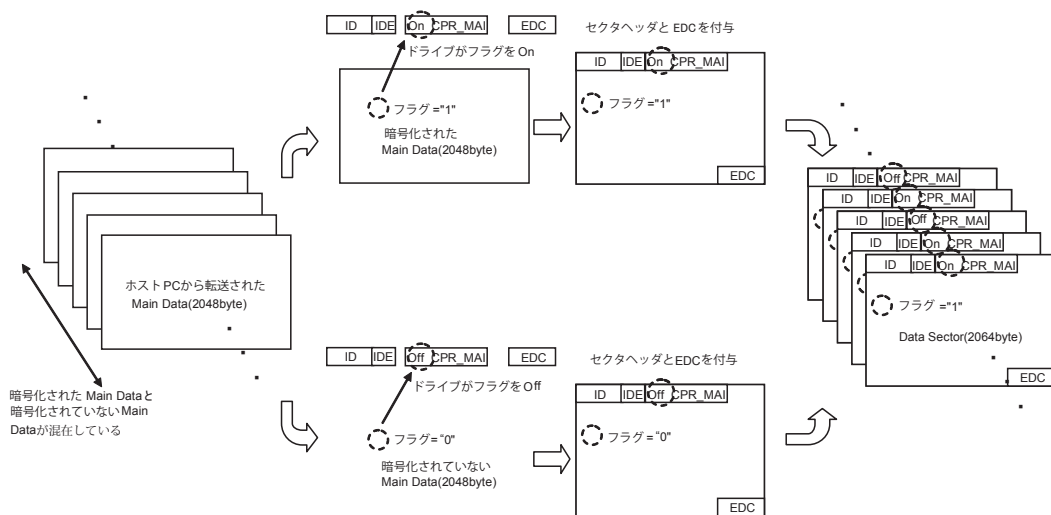 ID IDE On CPR_MAI EDC
ドライブがフラグをOn
フラグ="1"
暗号化された
Main Data(2048byte)
セクタヘッダと EDCを付与
ID IDE On CPR_MAI
フラグ="1"
EDC
ホストPCから転送された
Main Data(2048byte)
暗号化された Main Dataと
暗号化されていないMain
Dataが混在している
ID IDE Off CPR_MAI EDC
ドライブがフラグをOff
フラグ="0"
暗号化されていない
Main Data(2048byte)
セクタヘッダとEDCを付与
ID IDE Off CPR_MAI
フラグ="0"
EDC
ID IDE Off CPR_MAI
ID IDE On CPR_MAI
ID IDE Off CPR_MAI
ID IDE On CPR_MAI
ID IDE On CPR_MAI
フラグ="1"
Data Sector(2064byte)
EDC